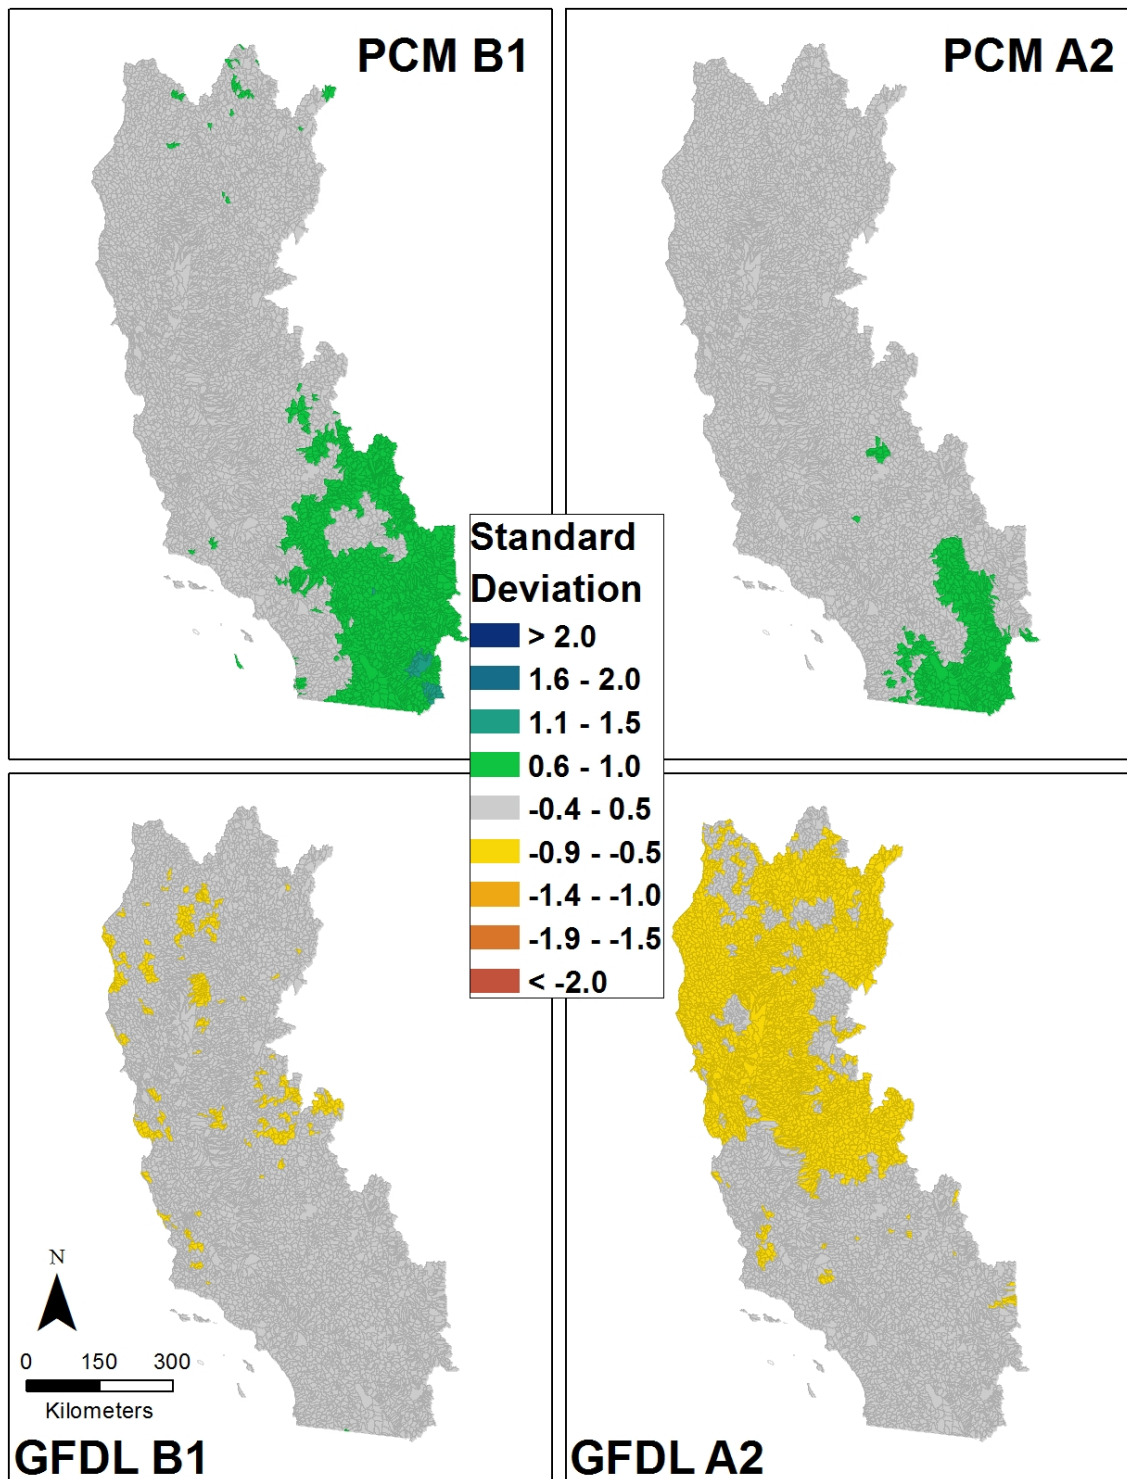 PCM B1
PCM A2
Standard
Deviation
> 2.0
1.6 - 2.0
1.1 - 1.5
0.6 - 1.0
-0.4 - 0.5
-0.9 - -0.5
-1.4 - -1.0
-1.9 - -1.5
< -2.0
N
0 150 300
Kilometers
GFDL B1
GFDL A2